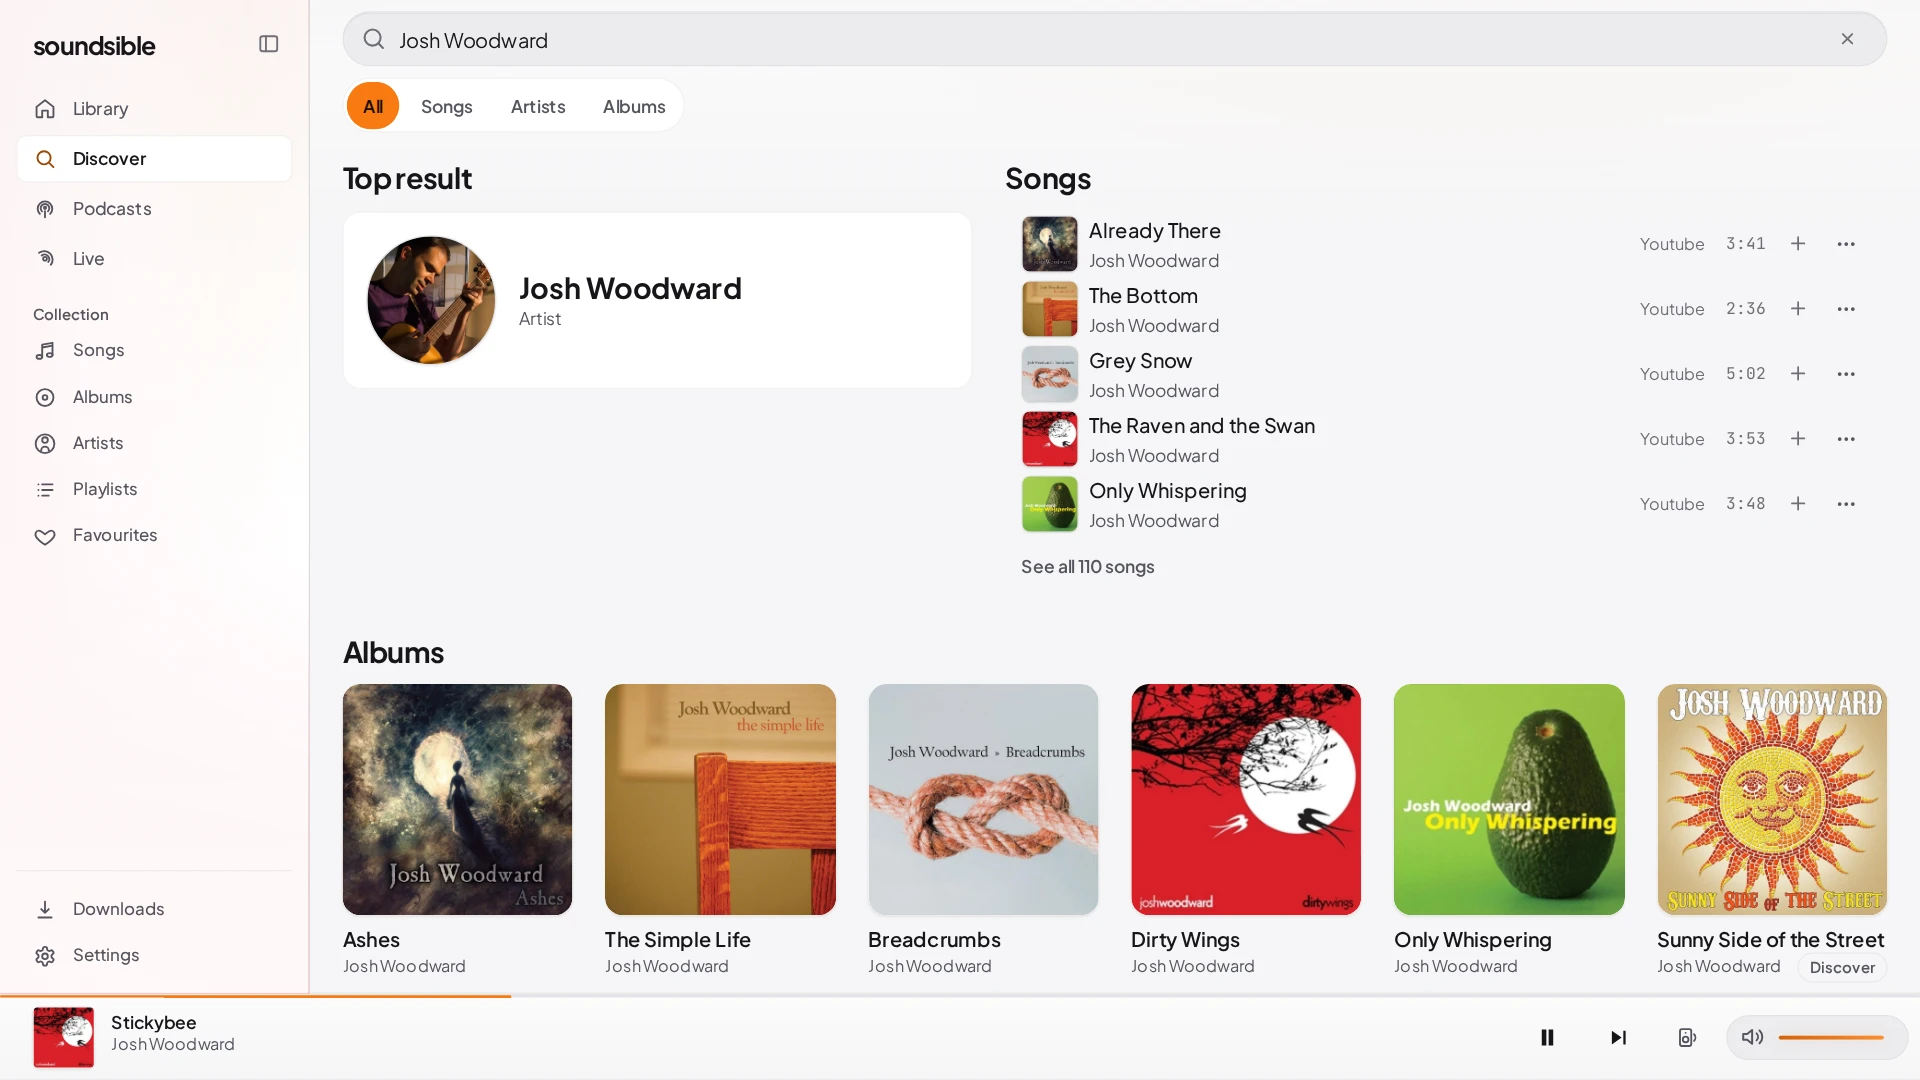 soundsible
Library
Discover
Podcasts
Live
Collection
Songs
Albums
Artists
Playlists
Favourites
Downloads
Settings
Josh Woodward
All
Songs
Artists
Albums
Top result
Josh Woodward
Artist
Songs
Already There
Josh Woodward
Youtube 3:41
The Bottom
Josh Woodward
Youtube 2:36
Grey Snow
Josh Woodward
Youtube 5:02
The Raven and the Swan
Josh Woodward
Youtube 3:53
Only Whispering
Josh Woodward
Youtube 3:48
See all 110 songs
Albums
Josh Woodward
Ashes
Josh Woodward
the simple life
Josh Woodward • Breadcrumbs
joshwoodward
dirtywings
Josh Woodward
Only Whispering
JOSH WOODWARD
SUNNY SIDE OF THE STREET
Ashes
Josh Woodward
The Simple Life
Josh Woodward
Breadcrumbs
Josh Woodward
Dirty Wings
Josh Woodward
Only Whispering
Josh Woodward
Sunny Side of the Street
Josh Woodward
Discover
Stickybee
Josh Woodward